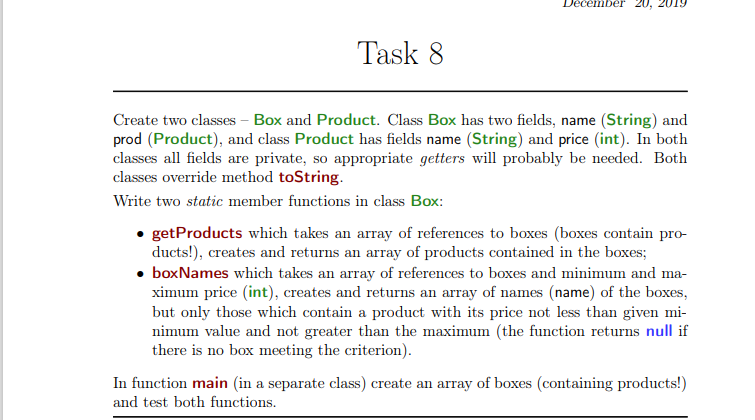 December 20, 2019
Task 8
Create two classes – Box and Product. Class Box has two fields, name (String) and
prod (Product), and class Product has fields name (String) and price (int). In both
classes all fields are private, so appropriate getters will probably be needed. Both
classes override method toString.
Write two static member functions in class Box:
• getProducts which takes an array of references to boxes (boxes contain pro-
ducts!), creates and returns an array of products contained in the boxes;
• boxNames which takes an array of references to boxes and minimum and ma-
ximum price (int), creates and returns an array of names (name) of the boxes,
but only those which contain a product with its price not less than given mi-
nimum value and not greater than the maximum (the function returns null if
there is no box meeting the criterion).
In function main (in a separate class) create an array of boxes (containing products!)
and test both functions.